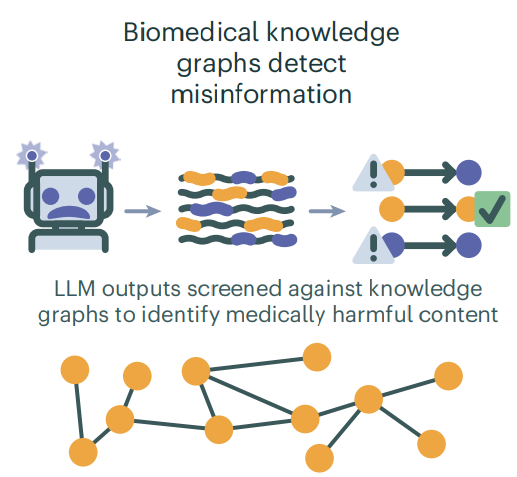 Biomedical knowledge
graphs detect
misinformation
LLM outputs screened against knowledge
graphs to identify medically harmful content